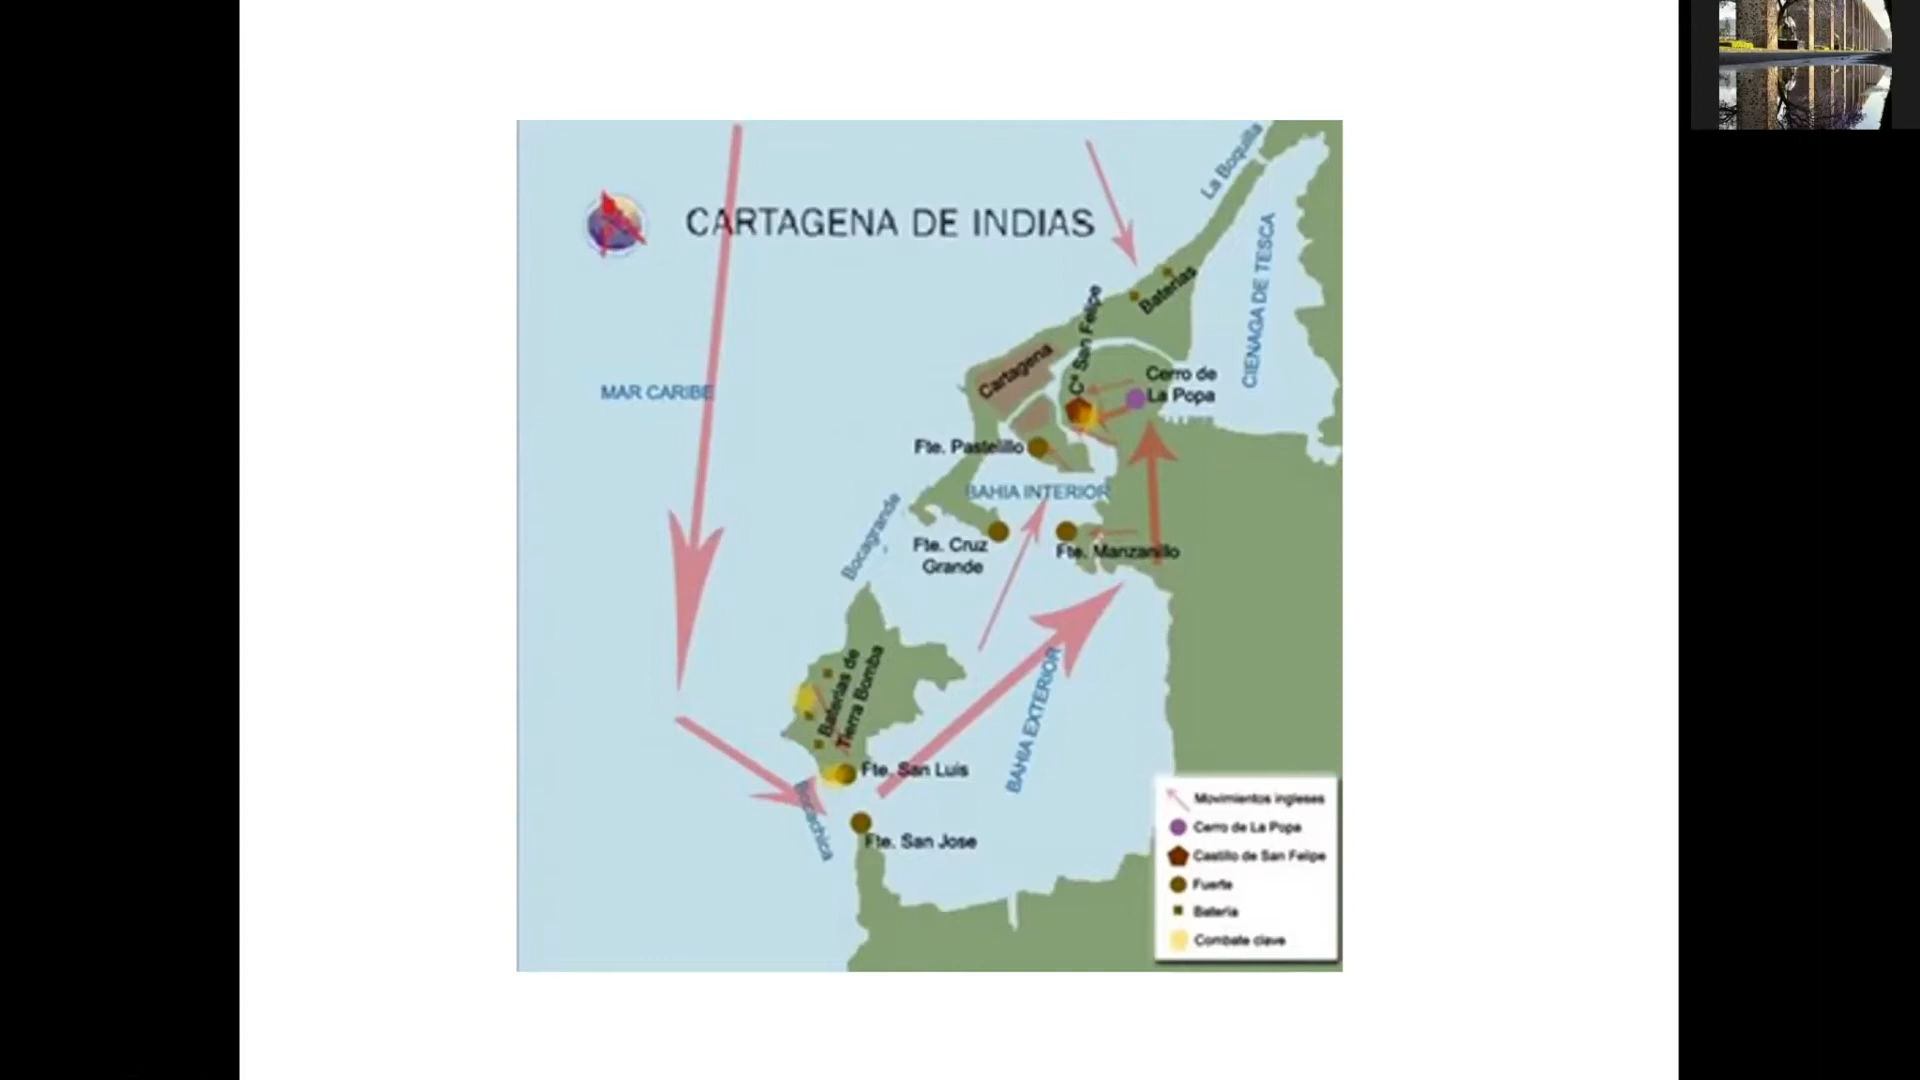 La Boquilla
CARTAGENA DE INDIAS
CIENAGA DE TESCA
Baterias
Cº San Felipe
Cartagena
Cerro de
La Popa
MAR CARIBE
Fte. Pastelillo
BAHIA INTERIOR
Bocagrande
Fte. Cruz
Grande
Fte. Manzanillo
Baterias de
Tierra Bomba
BAHIA EXTERIOR
Fte. San Luis
Bocachica
Fte. San Jose
Movimientos ingleses
Cerro de La Popa
Castillo de San Felipe
Fuerte
Batería
Combate clave